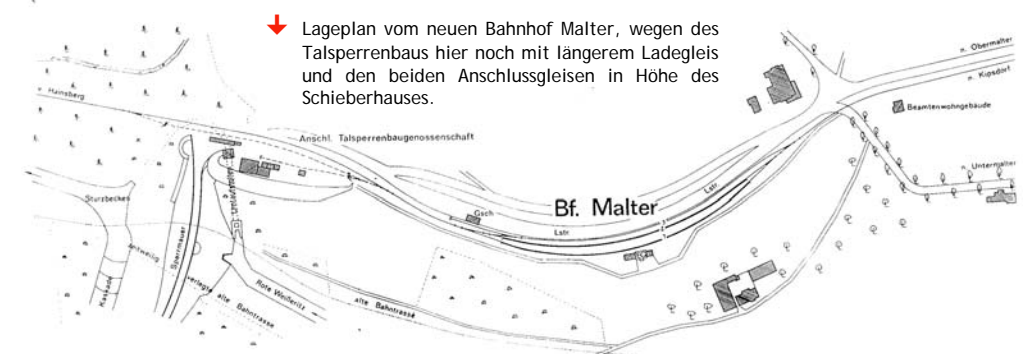 Lageplan vom neuen Bahnhof Malter, wegen des
Talsperrenbaus hier noch mit längerem Ladegleis
und den beiden Anschlussgleisen in Höhe des
Schieberhauses.
n. Obermalter
n. Kipsdorf
v. Hainsberg
Beamtenwohngebäude
Anschl. Talsperrenbaugenossenschaft
n. Untermalter
Lstr.
Sturzbecken
Umlaufstollen
Gsch
Bf. Malter
Lstr.
Sperrmauer
zeitweilig
verlegte alte Bahntrasse
Kaskade
Rote Weißeritz
alte Bahntrasse